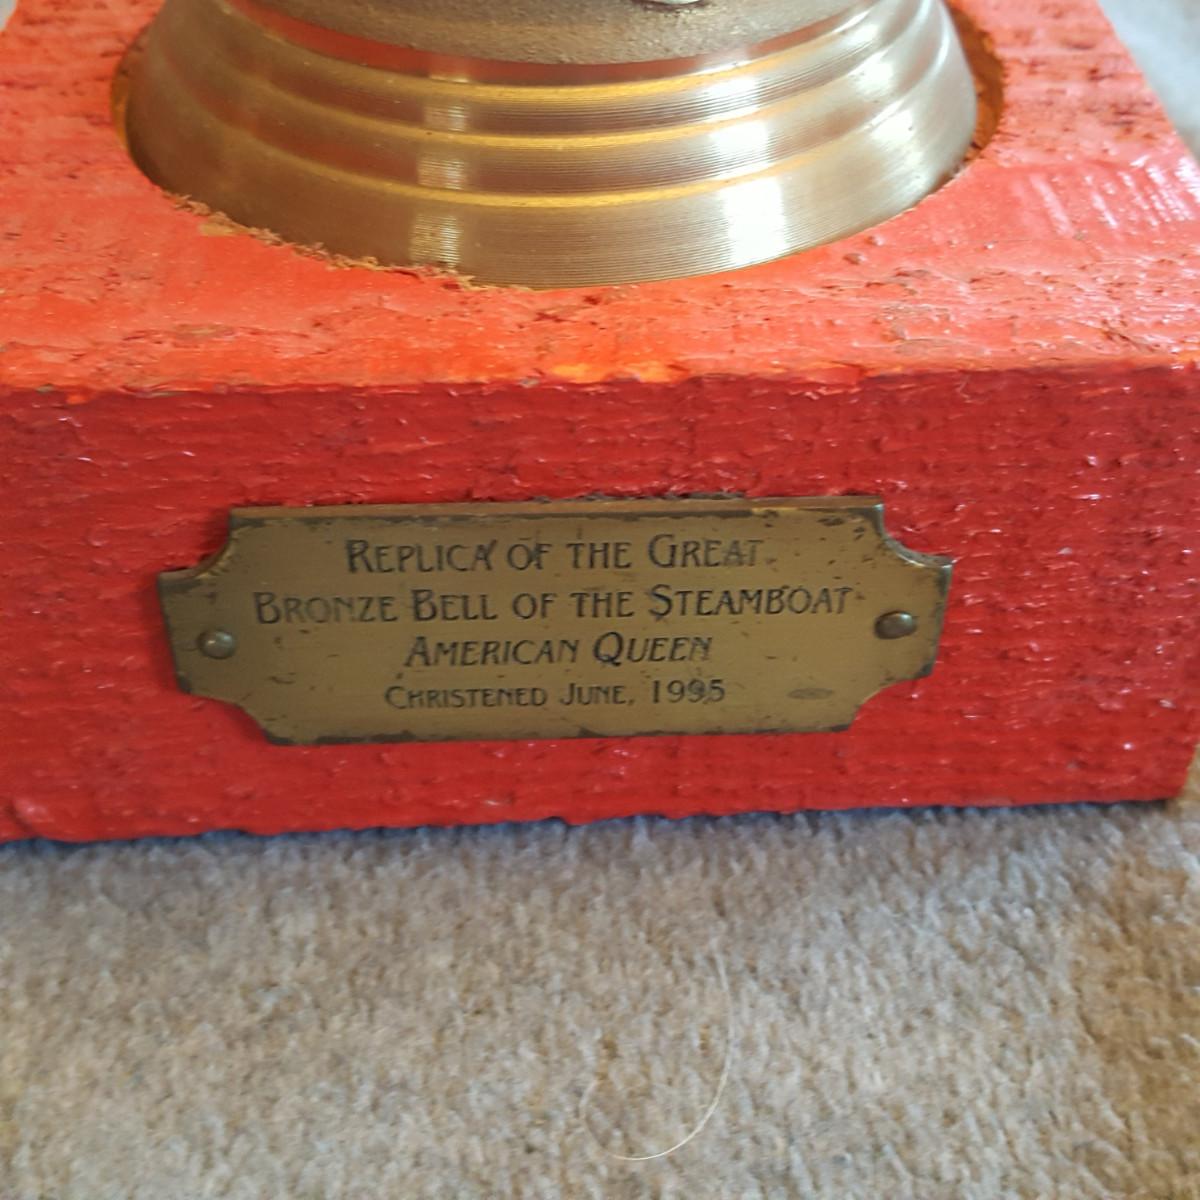 REPLICA OF THE GREAT
BRONZE BELL OF THE STEAMBOAT
AMERICAN QUEEN
CHRISTENED JUNE, 1995